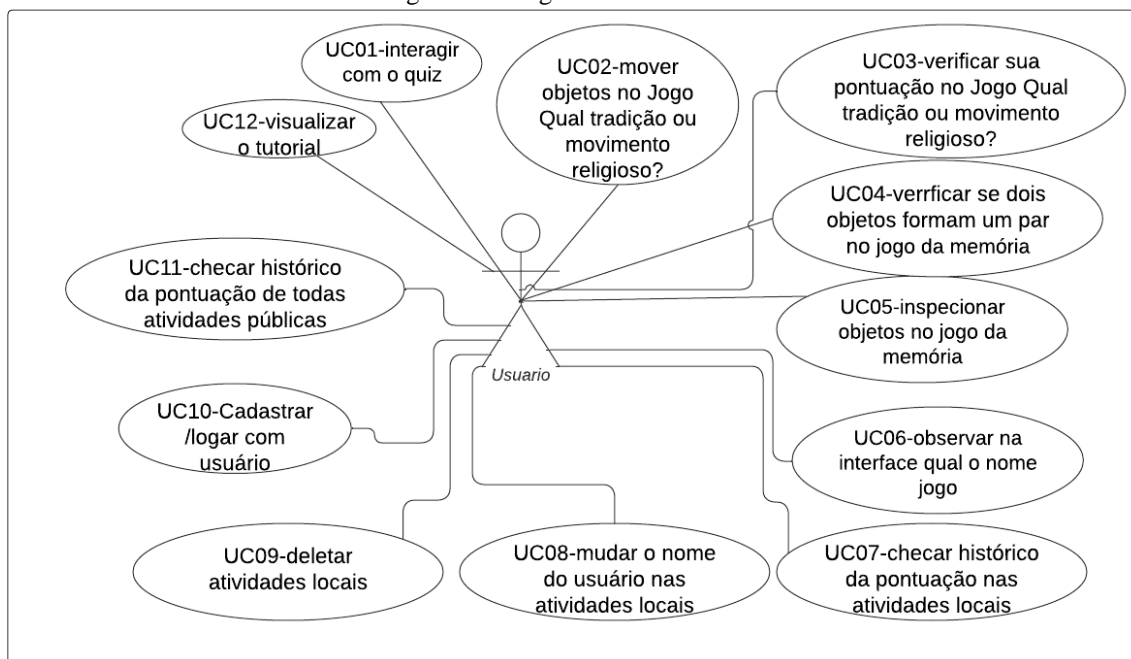 UC01-interagir
com o quiz
UC02-mover
objetos no Jogo
Qual tradição ou
movimento
religioso?
UC03-verificar sua
pontuação no Jogo Qual
tradição ou movimento
religioso?
UC12-visualizar
o tutorial
UC04-verrficar se dois
objetos formam um par
no jogo da memória
UC11-checar histórico
da pontuação de todas
atividades públicas
UC05-inspecionar
objetos no jogo da
memória
Usuario
UC10-Cadastrar
/logar com
usuário
UC06-observar na
interface qual o nome
jogo
UC09-deletar
atividades locais
UC08-mudar o nome
do usuário nas
atividades locais
UC07-checar histórico
da pontuação nas
atividades locais